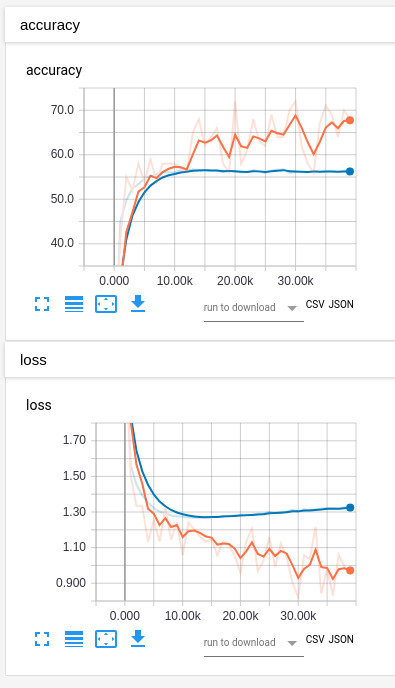 accuracy
accuracy
70.0
60.0
50.0
40.0
0.000 10.00k 20.00k 30.00k
run to download CSV JSON
loss
loss
1.70
1.50
1.30
1.10
0.900
0.000 10.00k 20.00k 30.00k
run to download CSV JSON